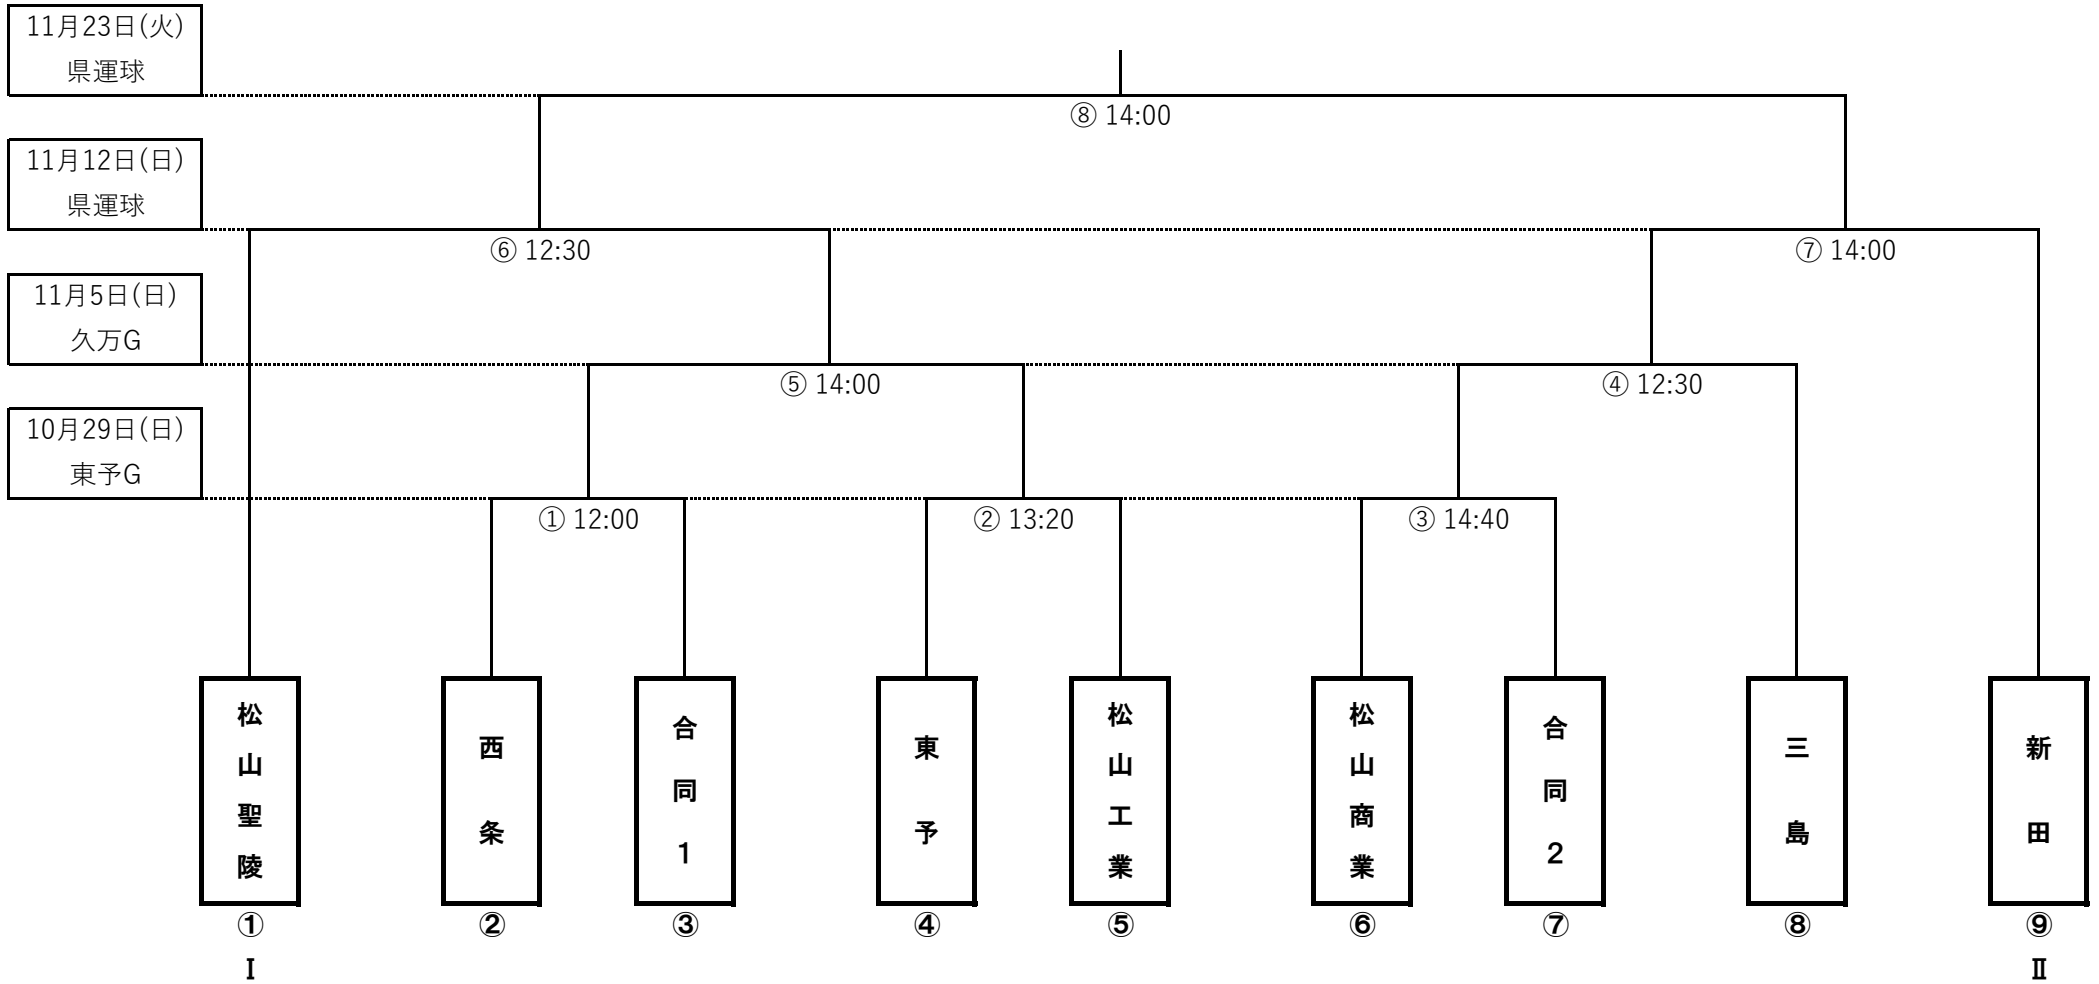 11月23日(火)
県運球
⑧ 14:00
11月12日(日)
県運球
⑥ 12:30
⑦ 14:00
11月5日(日)
久万G
⑤ 14:00
④ 12:30
10月29日(日)
東予G
① 12:00
② 13:20
③ 14:40
松山聖陵
西条
合同1
東予
松山工業
松山商業
合同2
三島
新田
①
②
③
④
⑤
⑥
⑦
⑧
⑨
Ⅰ
Ⅱ